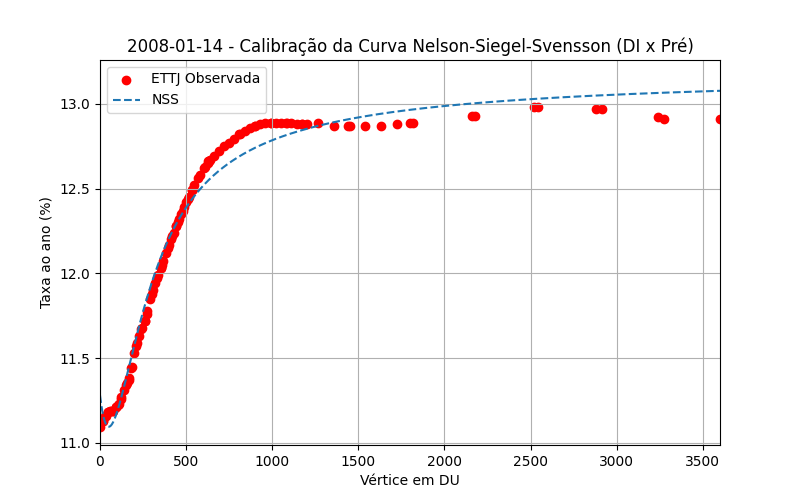 2008-01-14 - Calibração da Curva Nelson-Siegel-Svensson (DI x Pré)
ETTJ Observada
NSS
Taxa ao ano (%)
13.0
12.5
12.0
11.5
11.0
0 500 1000 1500 2000 2500 3000 3500
Vértice em DU